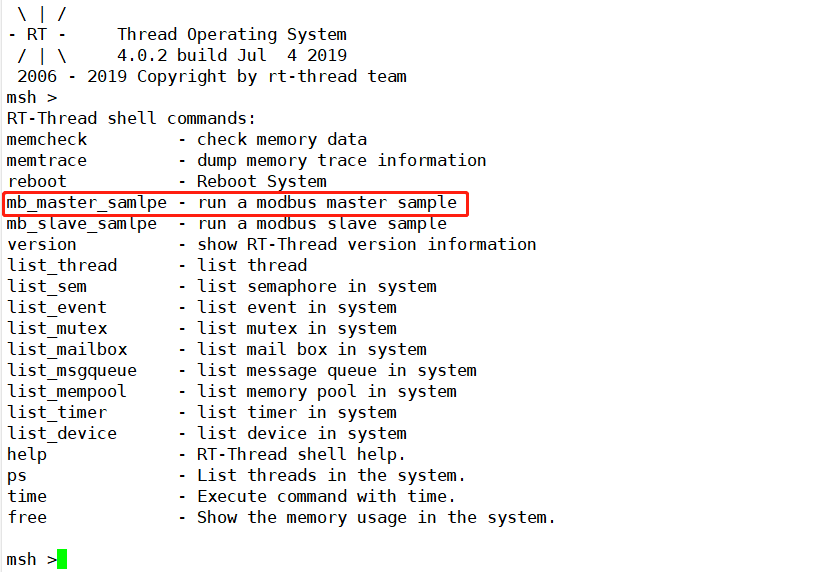 \ | /
- RT -     Thread Operating System
/ | \     4.0.2 build Jul  4 2019
2006 - 2019 Copyright by rt-thread team
msh >
RT-Thread shell commands:
memcheck         - check memory data
memtrace         - dump memory trace information
reboot           - Reboot System
mb_master_samlpe - run a modbus master sample
mb_slave_samlpe  - run a modbus slave sample
version          - show RT-Thread version information
list_thread      - list thread
list_sem         - list semaphore in system
list_event       - list event in system
list_mutex       - list mutex in system
list_mailbox     - list mail box in system
list_msgqueue    - list message queue in system
list_mempool     - list memory pool in system
list_timer       - list timer in system
list_device      - list device in system
help             - RT-Thread shell help.
ps               - List threads in the system.
time             - Execute command with time.
free             - Show the memory usage in the system.
msh >